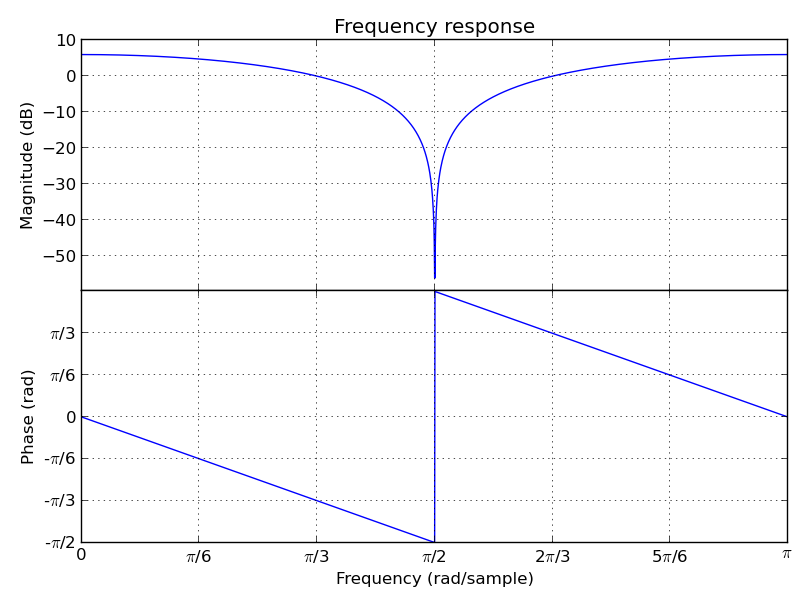 Frequency response
Magnitude (dB)
10
0
−10
−20
−30
−40
−50
Phase (rad)
π/3
π/6
0
-π/6
-π/3
-π/2
0
π/6
π/3
π/2
2π/3
5π/6
π
Frequency (rad/sample)